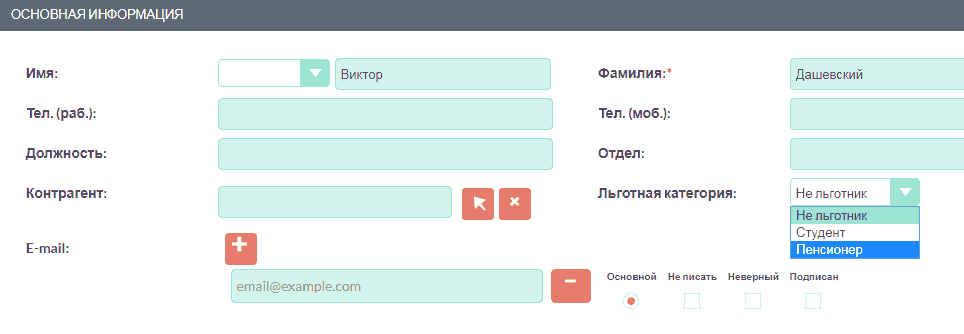 ОСНОВНАЯ ИНФОРМАЦИЯ
Имя: Виктор Фамилия:* Дашевский
Тел. (раб.): Тел. (моб.):
Должность: Отдел:
Контрагент: Льготная категория: Не льготник
Не льготник
Студент
E-mail: Пенсионер
Основной Не писать Неверный Подписан
email@example.com